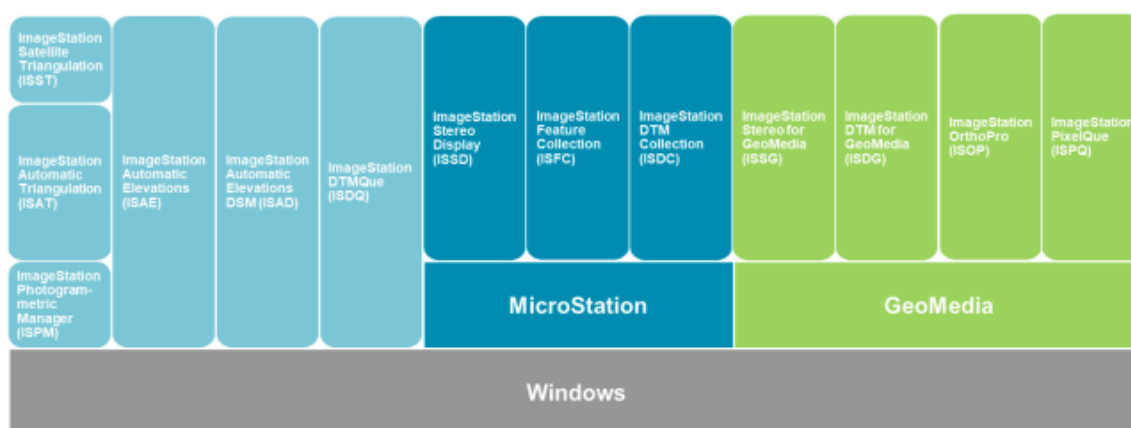 ImageStation
Satellite
Triangulation
(ISST)
ImageStation
Automatic
Triangulation
(ISAT)
ImageStation
Photogram-
metric
Manager
(ISPM)
ImageStation
Automatic
Elevations
(ISAE)
ImageStation
Automatic
Elevations
DSM (ISAD)
ImageStation
DTMQue
(ISDQ)
ImageStation
Stereo
Display
(ISSD)
ImageStation
Feature
Collection
(ISFC)
ImageStation
DTM
Collection
(ISDC)
ImageStation
Stereo for
GeoMedia
(ISSG)
ImageStation
DTM for
GeoMedia
(ISDG)
ImageStation
OrthoPro
(ISOP)
ImageStation
PixelQue
(ISPQ)
MicroStation
GeoMedia
Windows